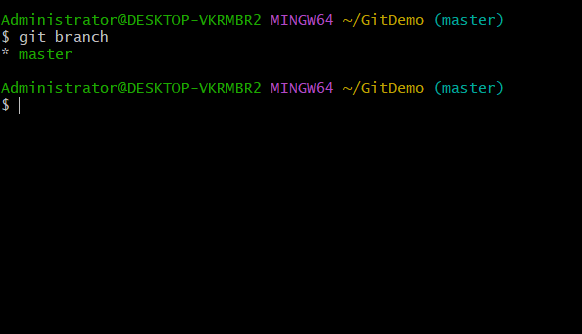 Administrator@DESKTOP-VKRMBR2 MINGW64 ~/GitDemo (master)
$ git branch
* master
Administrator@DESKTOP-VKRMBR2 MINGW64 ~/GitDemo (master)
$